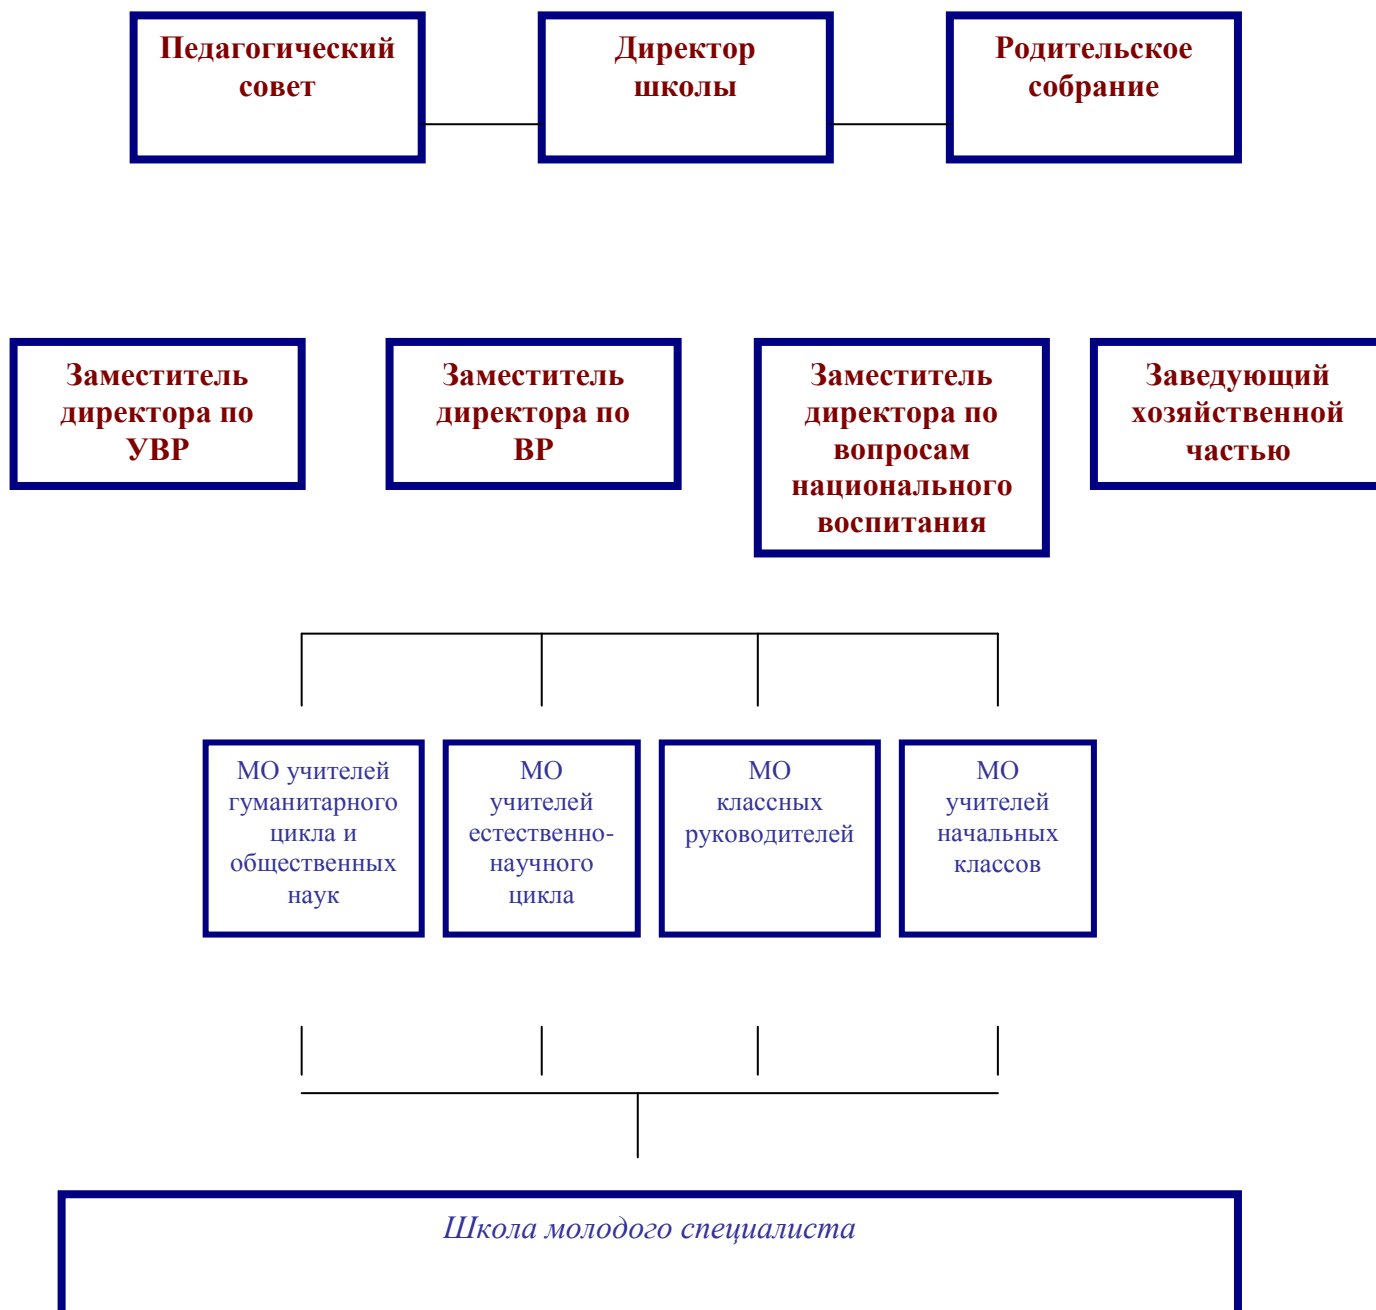 Педагогический
совет
Директор
школы
Родительское
собрание
Заместитель
директора по
УВР
Заместитель
директора по
ВР
Заместитель
директора по
вопросам
национального
воспитания
Заведующий
хозяйственной
частью
МО учителей
гуманитарного
цикла и
общественных
наук
МО
учителей
естественно-
научного
цикла
МО
классных
руководителей
МО
учителей
начальных
классов
Школа молодого специалиста